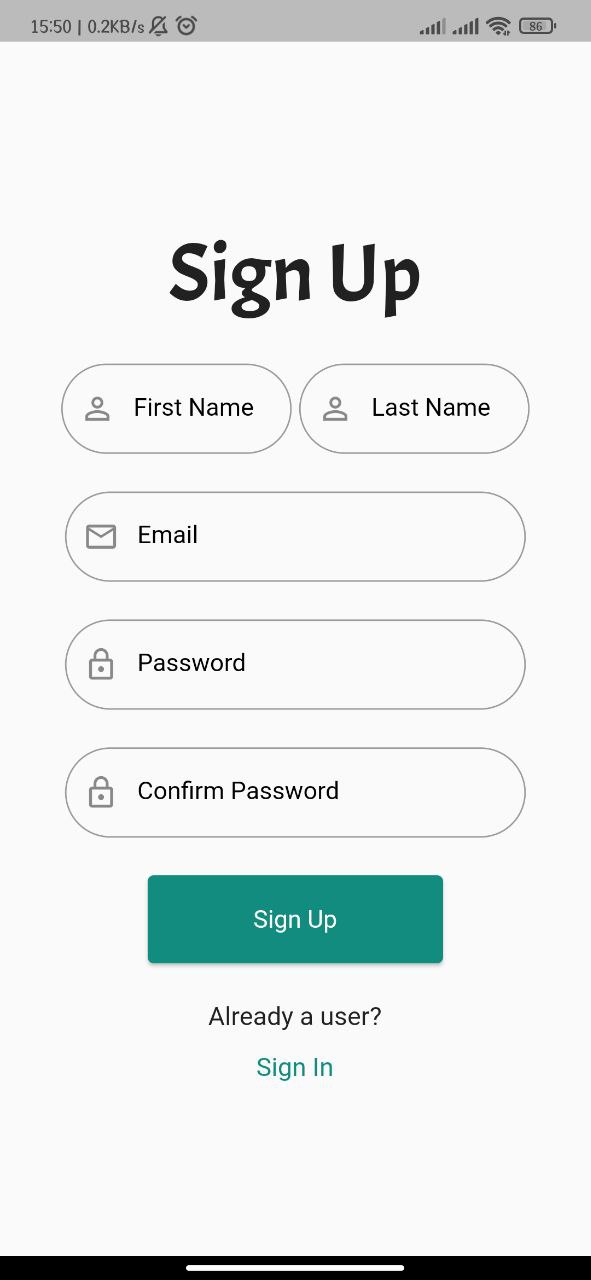 15:50 | 0.2KB/s 86
Sign Up
First Name Last Name
Email
Password
Confirm Password
Sign Up
Already a user?
Sign In